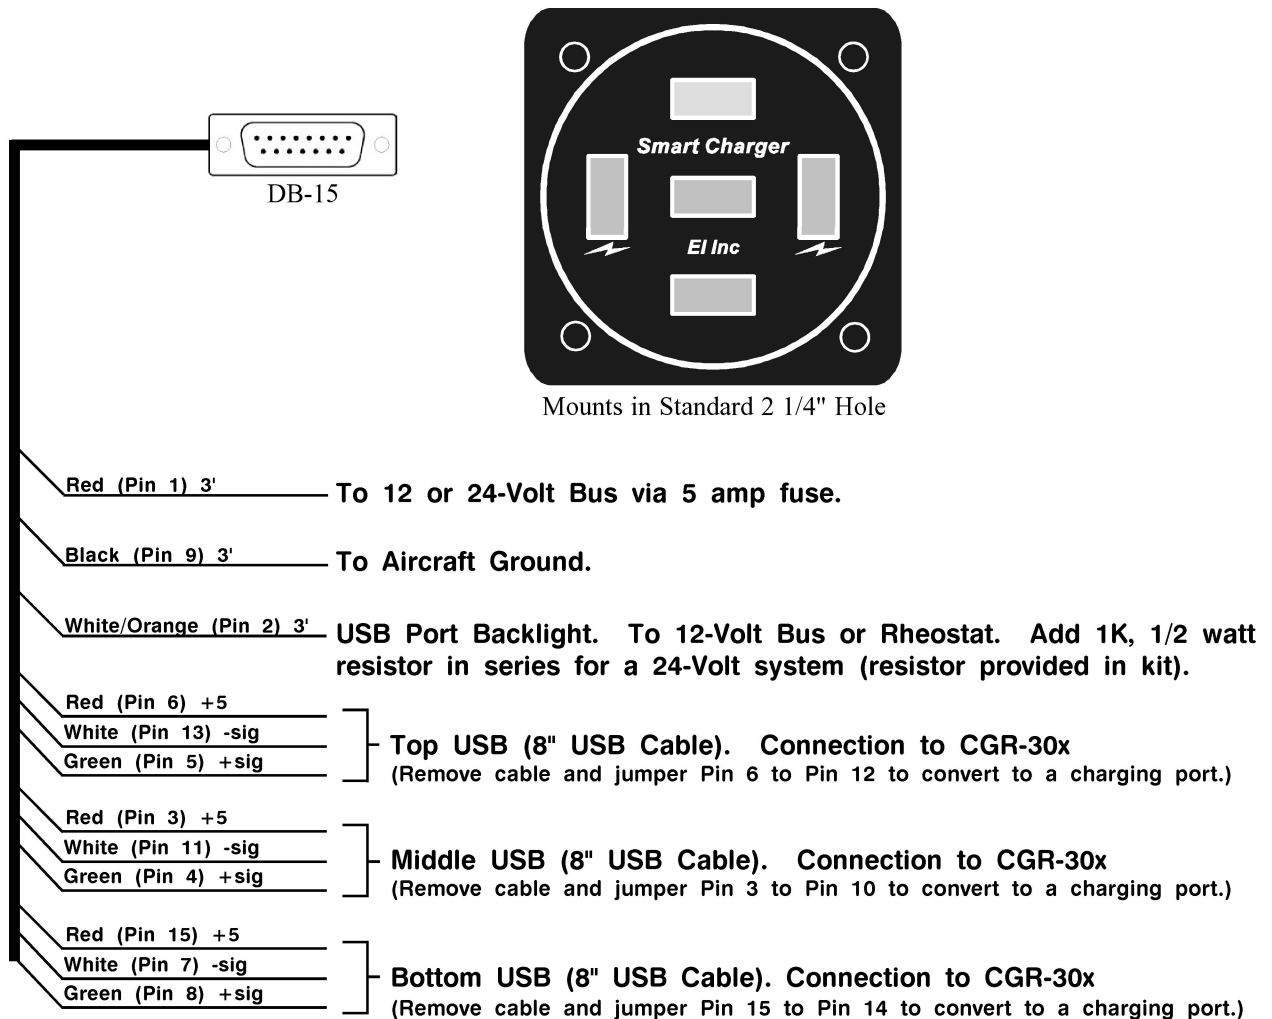 DB-15
Smart Charger
EI Inc
Mounts in Standard 2 1/4" Hole
Red (Pin 1) 3'
To 12 or 24-Volt Bus via 5 amp fuse.
Black (Pin 9) 3'
To Aircraft Ground.
White/Orange (Pin 2) 3'
USB Port Backlight. To 12-Volt Bus or Rheostat. Add 1K, 1/2 watt
resistor in series for a 24-Volt system (resistor provided in kit).
Red (Pin 6) +5
White (Pin 13) -sig
Green (Pin 5) +sig
Top USB (8" USB Cable). Connection to CGR-30x
(Remove cable and jumper Pin 6 to Pin 12 to convert to a charging port.)
Red (Pin 3) +5
White (Pin 11) -sig
Green (Pin 4) +sig
Middle USB (8" USB Cable). Connection to CGR-30x
(Remove cable and jumper Pin 3 to Pin 10 to convert to a charging port.)
Red (Pin 15) +5
White (Pin 7) -sig
Green (Pin 8) +sig
Bottom USB (8" USB Cable). Connection to CGR-30x
(Remove cable and jumper Pin 15 to Pin 14 to convert to a charging port.)